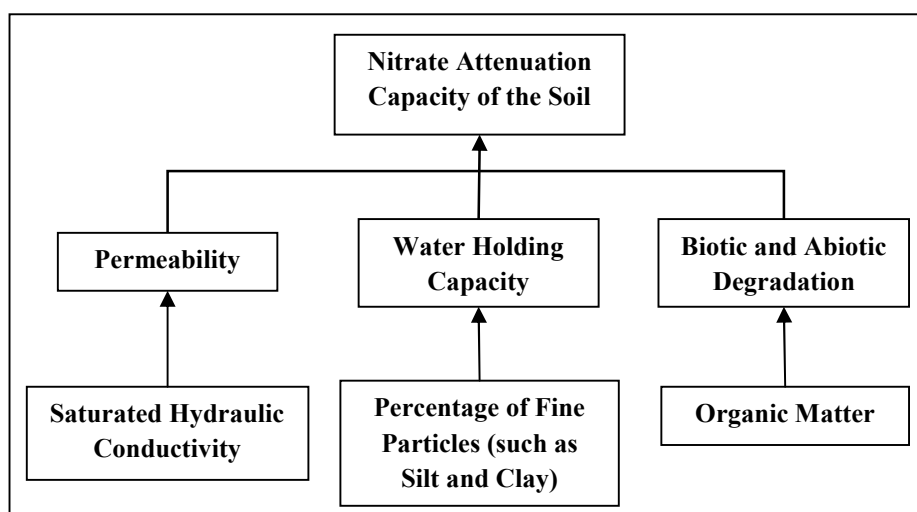 Nitrate Attenuation
Capacity of the Soil
Permeability
Water Holding
Capacity
Biotic and Abiotic
Degradation
Saturated Hydraulic
Conductivity
Percentage of Fine
Particles (such as
Silt and Clay)
Organic Matter